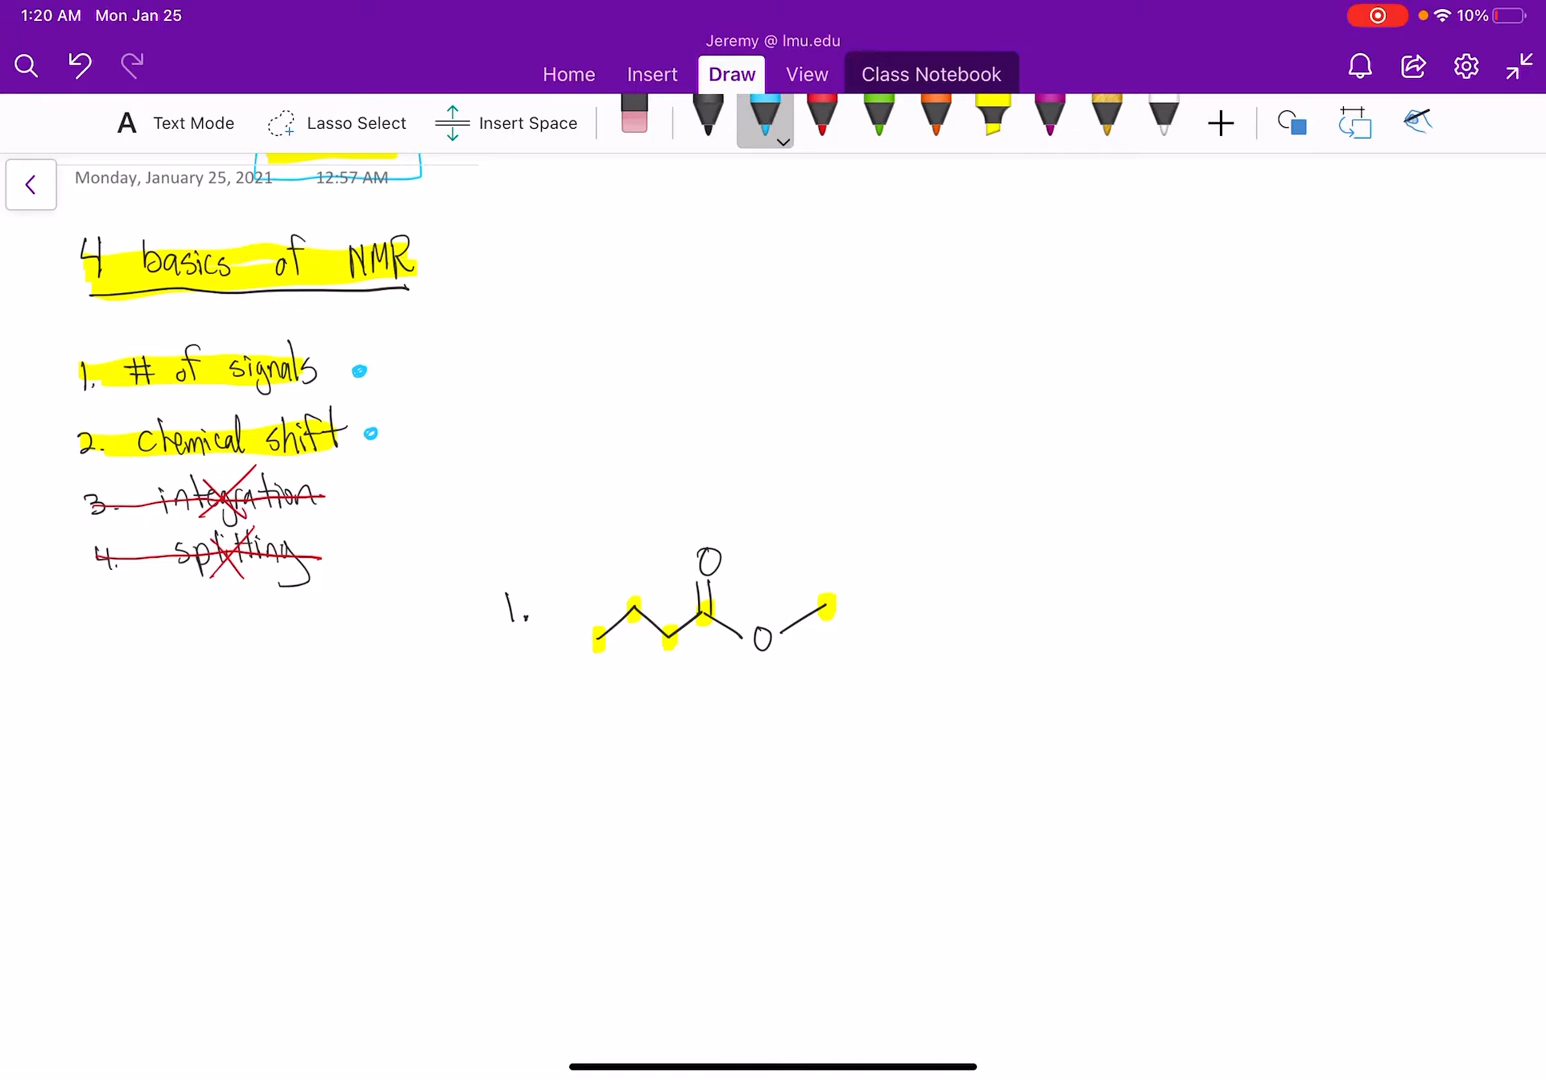 1:20 AM Mon Jan 25
10%
Jeremy @ lmu.edu
Home Insert Draw View Class Notebook
A Text Mode Lasso Select Insert Space
Monday, January 25, 2021 12:57 AM
4 basics of NMR
1. # of signals
2. chemical shift
3. integration
4. splitting
O
1.
O